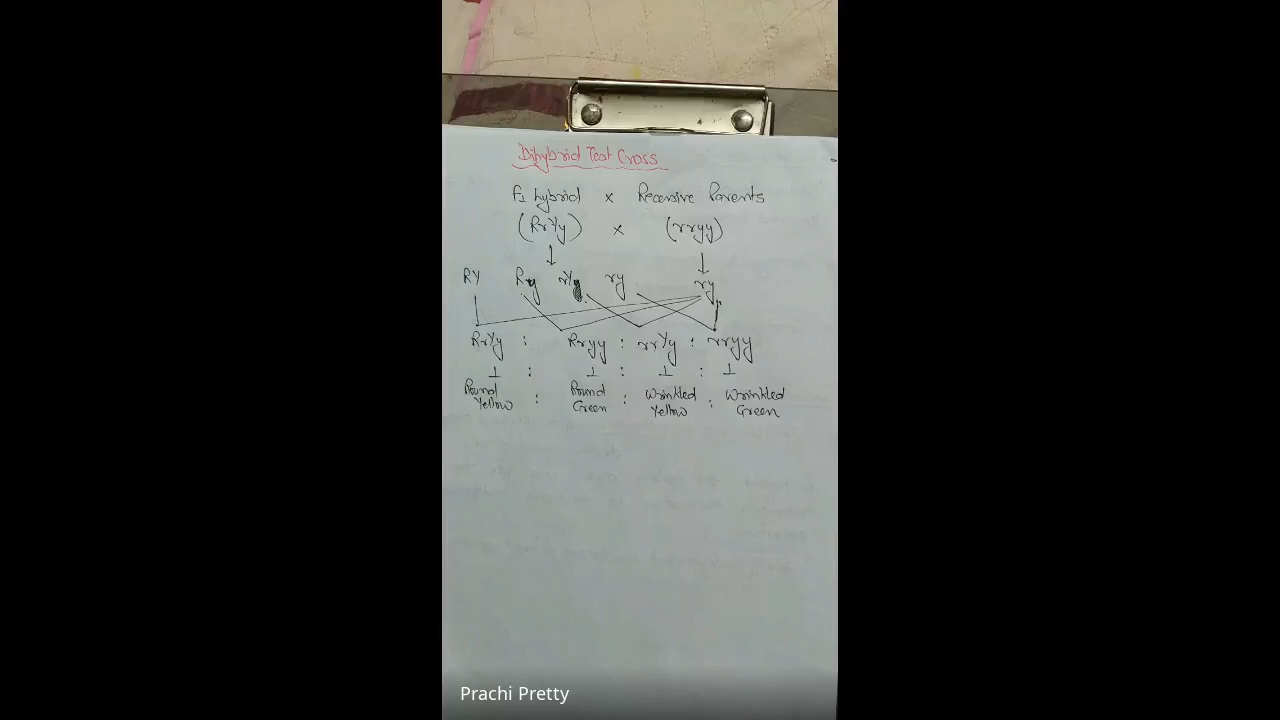 Dihybrid Test Cross
F1 hybrid x Recessive Parents
(RrYy) x (rryy)
RY Ry rY ry ry
RrYy : Rryy : rrYy : rryy
1 : 1 : 1 : 1
Round Yellow : Round Green : Wrinkled Yellow : Wrinkled Green
Prachi Pretty